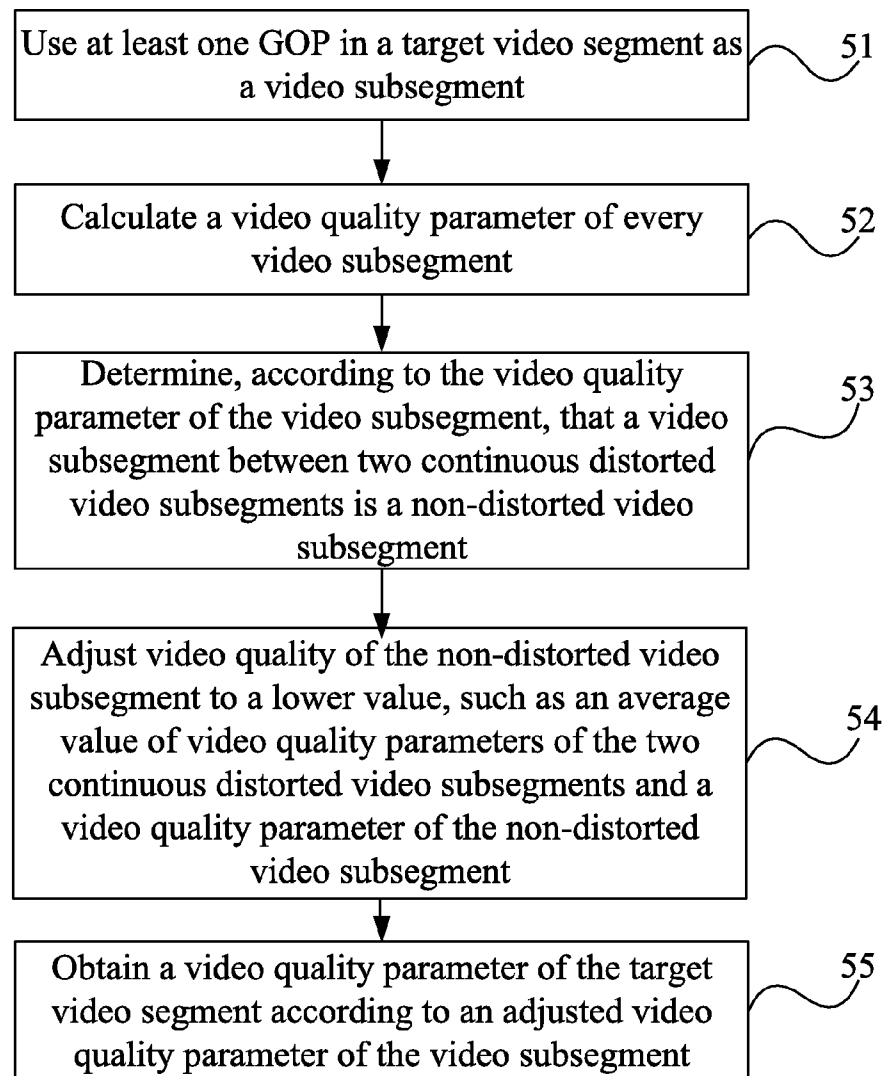 Use at least one GOP in a target video segment as
a video subsegment
51
Calculate a video quality parameter of every
video subsegment
52
Determine, according to the video quality
parameter of the video subsegment, that a video
subsegment between two continuous distorted
video subsegments is a non-distorted video
subsegment
53
Adjust video quality of the non-distorted video
subsegment to a lower value, such as an average
value of video quality parameters of the two
continuous distorted video subsegments and a
video quality parameter of the non-distorted
video subsegment
54
Obtain a video quality parameter of the target
video segment according to an adjusted video
quality parameter of the video subsegment
55